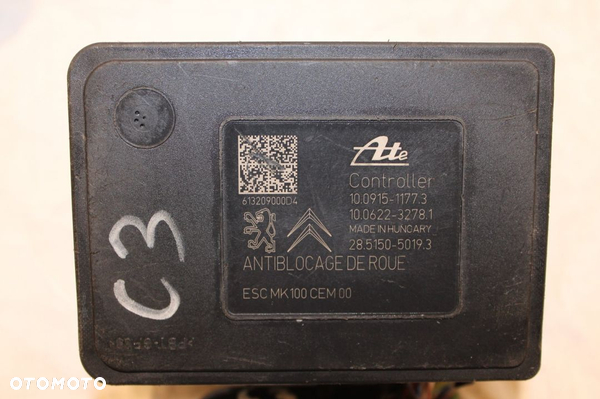 C3
Ate
Controller
10.0915-1177.3
10.0622-3278.1
MADE IN HUNGARY
28.5150-5019.3
613209000D4
ANTIBLOCAGE DE ROUE
ESC MK100 CEM 00
OTOMOTO